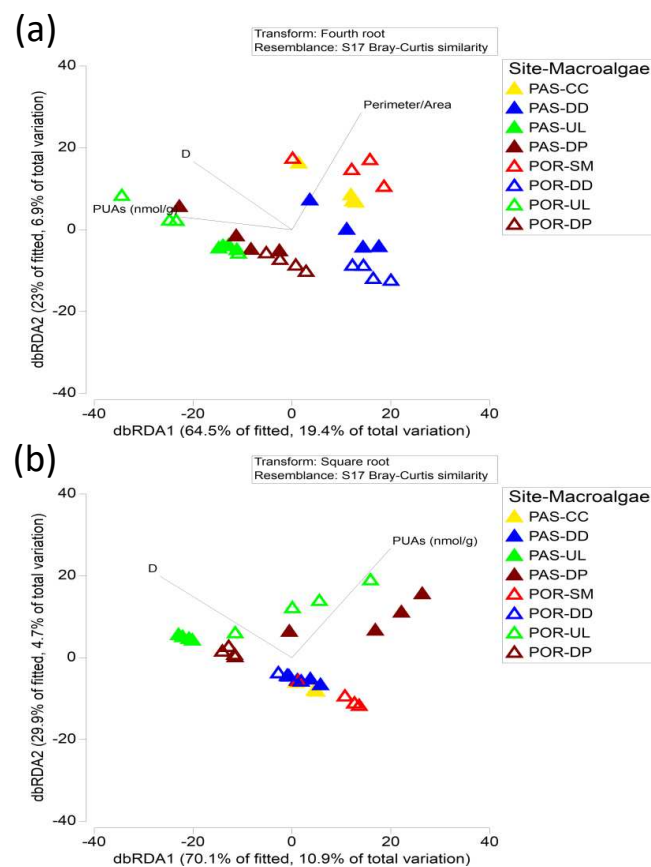 (a)
Transform: Fourth root
Resemblance: S17 Bray-Curtis similarity
40
20
0
-20
-40
dbRDA2 (23% of fitted, 6.9% of total variation)
Perimeter/Area
D
PUAs (nmol/g)
-40 -20 0 20 40
dbRDA1 (64.5% of fitted, 19.4% of total variation)
Site-Macroalgae
PAS-CC
PAS-DD
PAS-UL
PAS-DP
POR-SM
POR-DD
POR-UL
POR-DP
(b)
Transform: Square root
Resemblance: S17 Bray-Curtis similarity
40
20
0
-20
-40
dbRDA2 (29.9% of fitted, 4.7% of total variation)
PUAs (nmol/g)
D
-40 -20 0 20 40
dbRDA1 (70.1% of fitted, 10.9% of total variation)
Site-Macroalgae
PAS-CC
PAS-DD
PAS-UL
PAS-DP
POR-SM
POR-DD
POR-UL
POR-DP